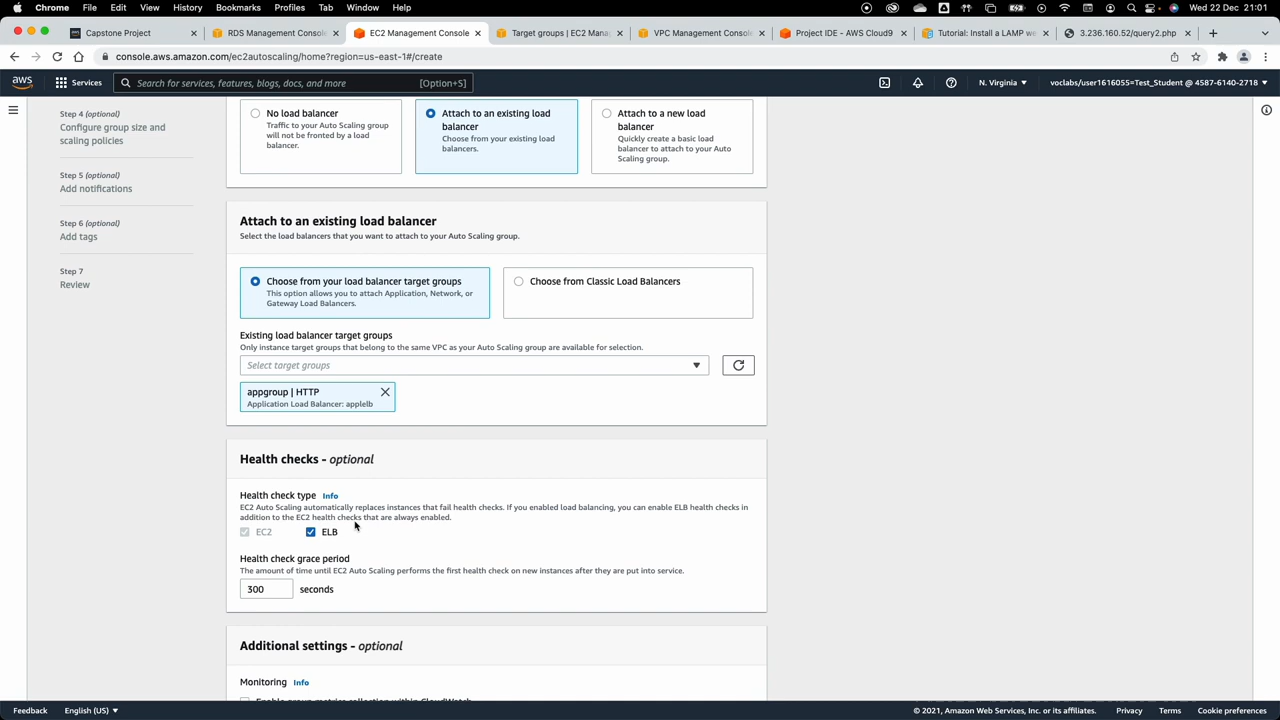 Chrome File Edit View History Bookmarks Profiles Tab Window Help Wed 22 Dec 21:01
Capstone Project RDS Management Consol EC2 Management Console Target groups | EC2 Man VPC Management Consol Project IDE - AWS Cloud9 Tutorial: Install a LAMP we 3.236.160.52/query2.php
console.aws.amazon.com/ec2autoscaling/home?region=us-east-1#/create
aws Services Search for services, features, blogs, docs, and more [Option+S] N. Virginia voclabs/user1616055=Test_Student @ 4587-6140-2718
Step 4 (optional)
Configure group size and
scaling policies
Step 5 (optional)
Add notifications
Step 6 (optional)
Add tags
Step 7
Review
No load balancer
Traffic to your Auto Scaling group
will not be fronted by a load
balancer.
Attach to an existing load
balancer
Choose from your existing load
balancers.
Attach to a new load
balancer
Quickly create a basic load
balancer to attach to your Auto
Scaling group.
Attach to an existing load balancer
Select the load balancers that you want to attach to your Auto Scaling group.
Choose from your load balancer target groups
This option allows you to attach Application, Network, or
Gateway Load Balancers.
Choose from Classic Load Balancers
Existing load balancer target groups
Only instance target groups that belong to the same VPC as your Auto Scaling group are available for selection.
Select target groups
appgroup | HTTP
Application Load Balancer: applelb
Health checks - optional
Health check type Info
EC2 Auto Scaling automatically replaces instances that fail health checks. If you enabled load balancing, you can enable ELB health checks in
addition to the EC2 health checks that are always enabled.
EC2 ELB
Health check grace period
The amount of time until EC2 Auto Scaling performs the first health check on new instances after they are put into service.
300 seconds
Additional settings - optional
Monitoring Info
Enable group metrics collection within CloudWatch
Feedback English (US) © 2021, Amazon Web Services, Inc. or its affiliates. Privacy Terms Cookie preferences